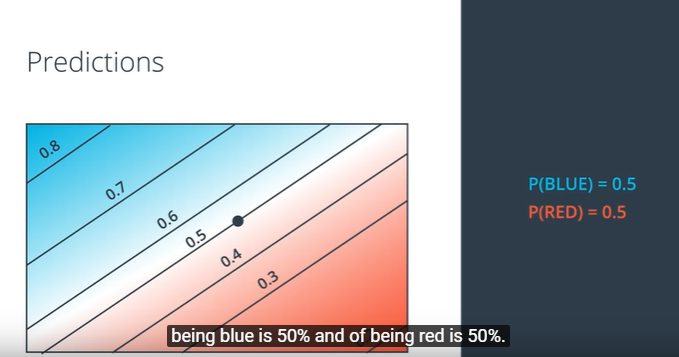 Predictions
0.8
0.7
0.6
0.5
0.4
0.3
P(BLUE) = 0.5
P(RED) = 0.5
being blue is 50% and of being red is 50%.